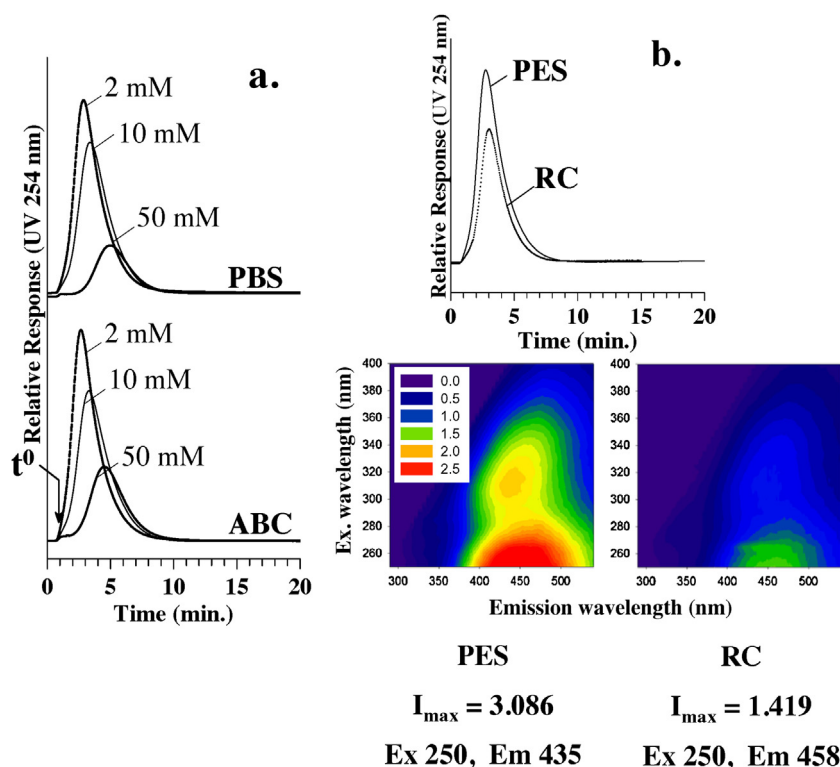 a.
Relative Response (UV 254 nm)
2 mM
10 mM
50 mM
PBS
2 mM
10 mM
50 mM
t⁰
ABC
0 5 10 15 20
Time (min.)
b.
Relative Response (UV 254 nm)
PES
RC
0 5 10 15 20
Time (min.)
Ex. wavelength (nm)
400
380
360
340
320
300
280
260
0.0
0.5
1.0
1.5
2.0
2.5
300 350 400 450 500
400
380
360
340
320
300
280
260
300 350 400 450 500
Emission wavelength (nm)
PES
Imax = 3.086
Ex 250, Em 435
RC
Imax = 1.419
Ex 250, Em 458